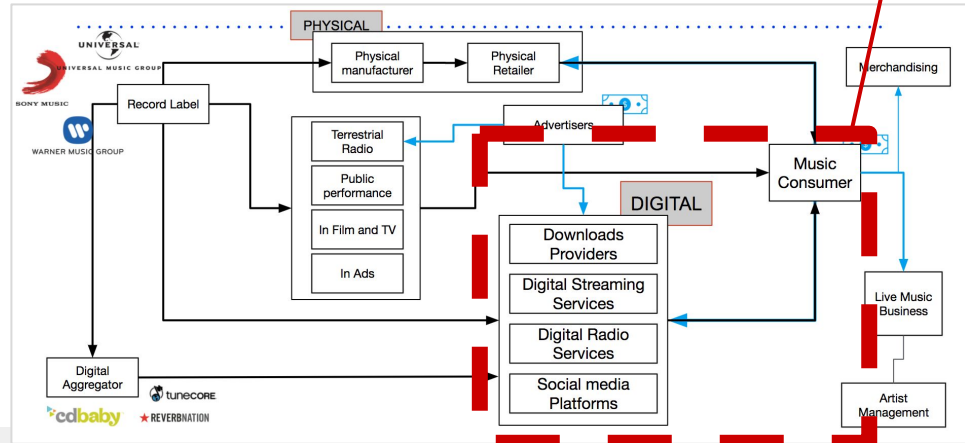 PHYSICAL
UNIVERSAL
UNIVERSAL MUSIC GROUP
SONY MUSIC
WARNER MUSIC GROUP
Record Label
Physical
manufacturer
Physical
Retailer
Merchandising
Advertisers
Terrestrial
Radio
Public
performance
In Film and TV
In Ads
Music
Consumer
DIGITAL
Downloads
Providers
Digital Streaming
Services
Digital Radio
Services
Social media
Platforms
Live Music
Business
Artist
Management
Digital
Aggregator
tunecore
cdbaby
REVERBNATION